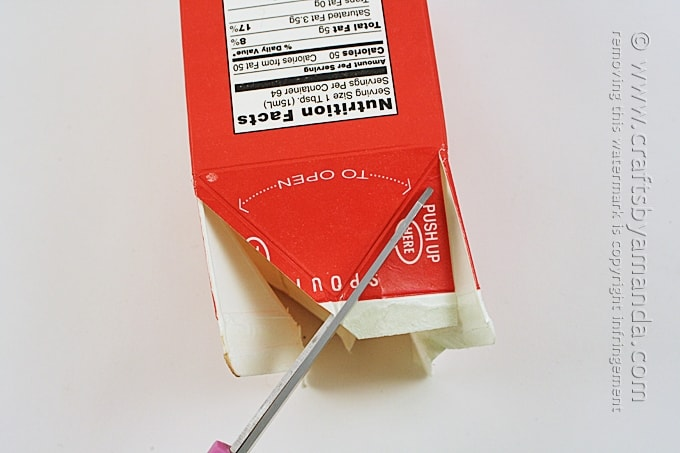 Nutrition Facts
Serving Size 1 Tbsp. (15mL)
Servings Per Container 64
Amount Per Serving
Calories 50 Calories from Fat 50
% Daily Value*
Total Fat 5g 8%
Saturated Fat 3.5g 17%
Trans Fat 0g
TO OPEN
PUSH UP
HERE
SPOUT
© www.craftsbyamanda.com
removing this watermark is copyright infringement